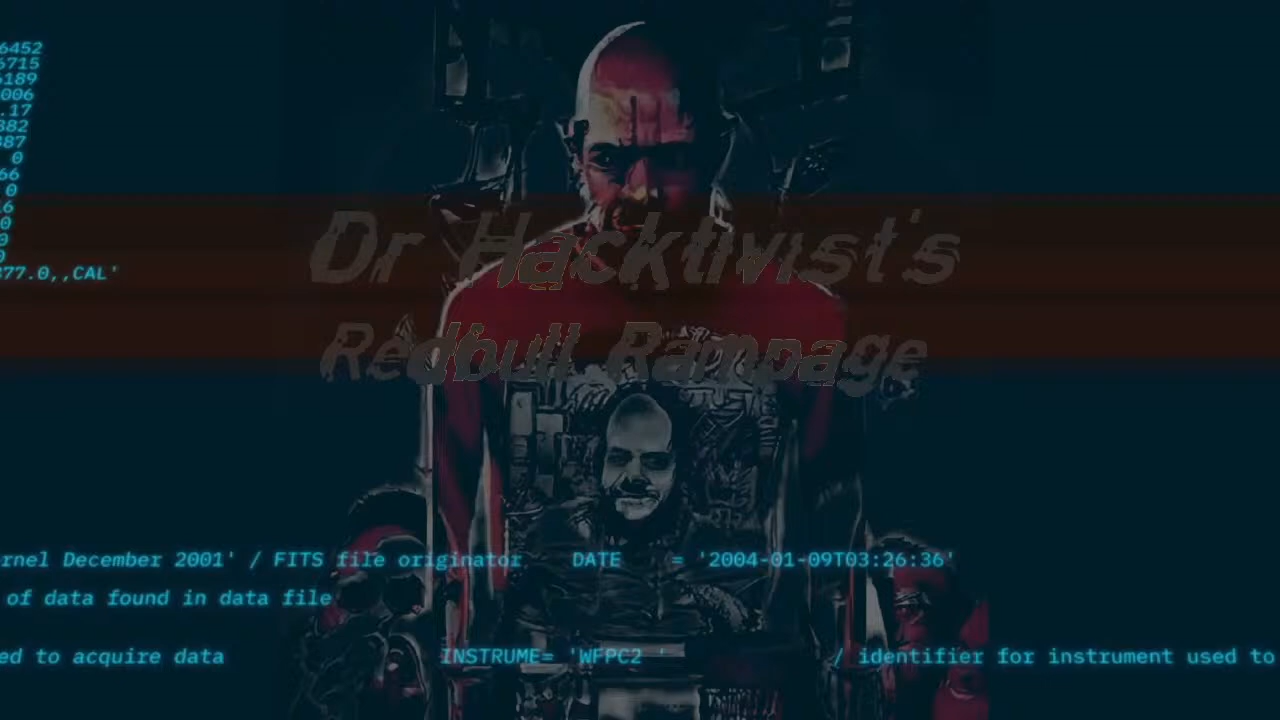 6452
6715
6189
006
.17
382
387
0
66
0
.6
0
0
0
377.0,,CAL'
Dr Hacktivist's
Redbull Rampage
rnel December 2001' / FITS file originator DATE = '2004-01-09T03:26:36'
of data found in data file
ed to acquire data INSTRUME= 'WFPC2 ' / identifier for instrument used to